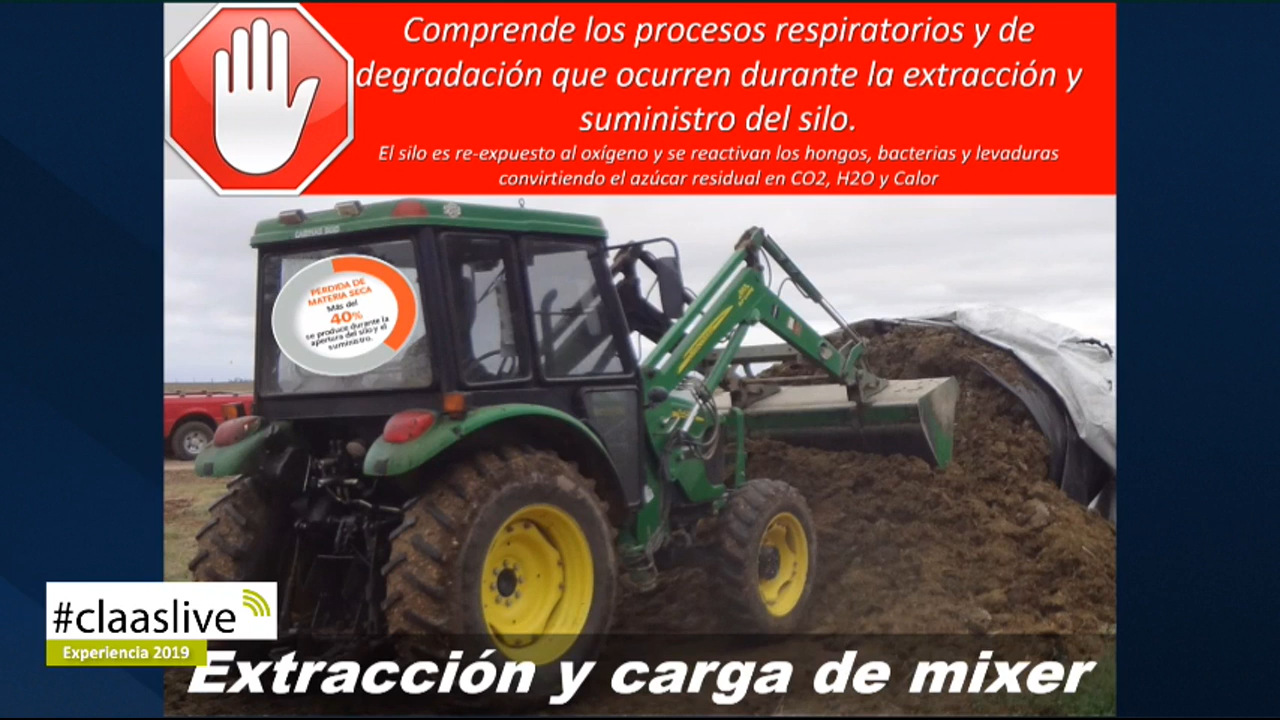 Comprende los procesos respiratorios y de
degradación que ocurren durante la extracción y
suministro del silo.
El silo es re-expuesto al oxígeno y se reactivan los hongos, bacterias y levaduras
convirtiendo el azúcar residual en CO2, H2O y Calor
PÉRDIDA DE
MATERIA SECA
Más del
40%
se produce durante la
apertura del silo y el
suministro.
#claaslive
Experiencia 2019
Extracción y carga de mixer